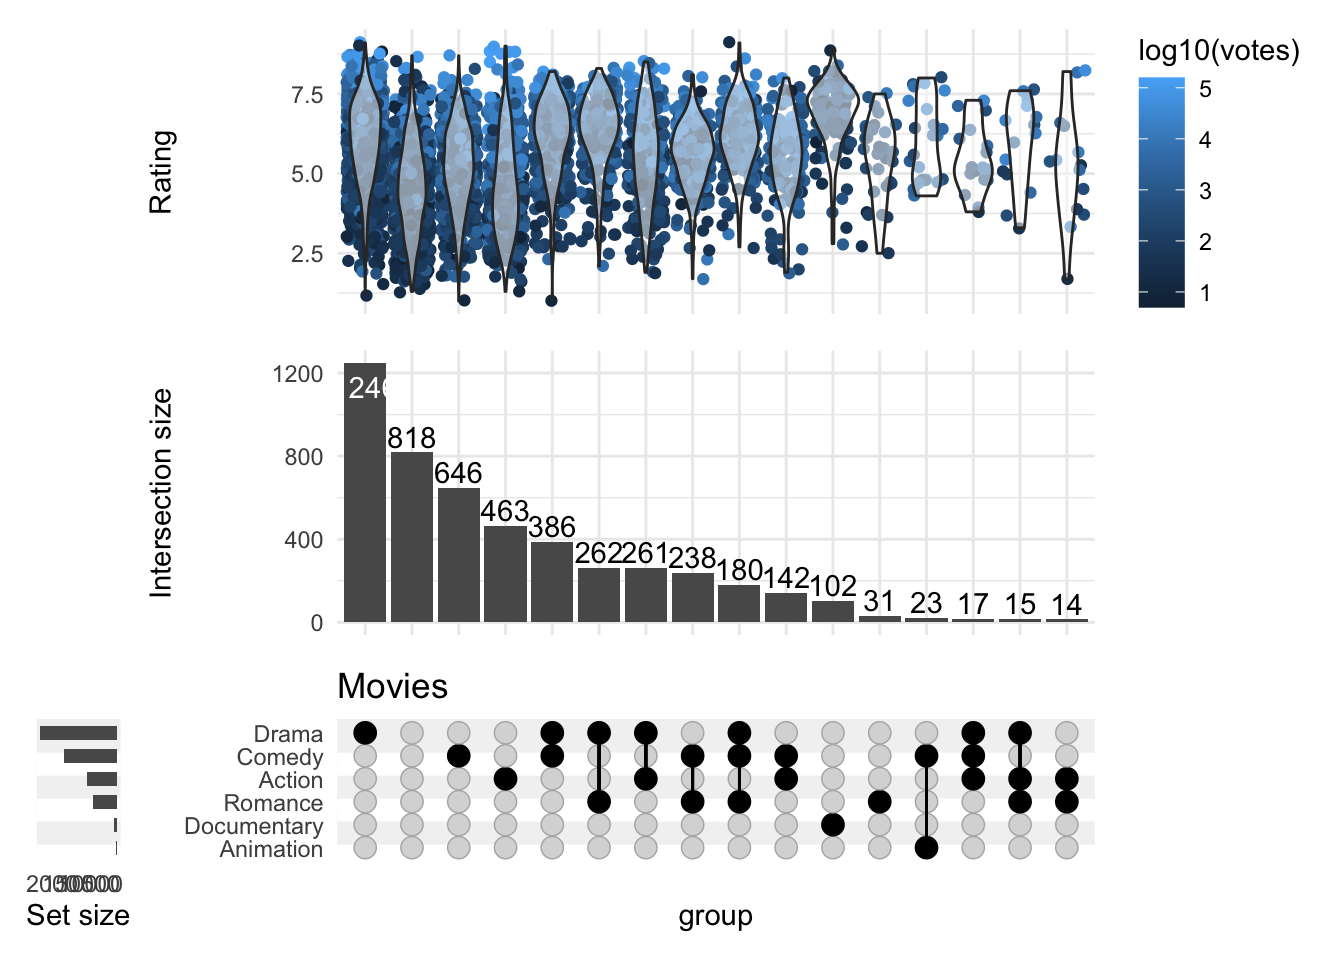 log10(votes)
5
4
3
2
1
Rating
7.5
5.0
2.5
Intersection size
1200
800
400
0
818
646
463
386
262
261
238
180
142
102
31
23
17
15
14
Movies
Drama
Comedy
Action
Romance
Documentary
Animation
Set size
group